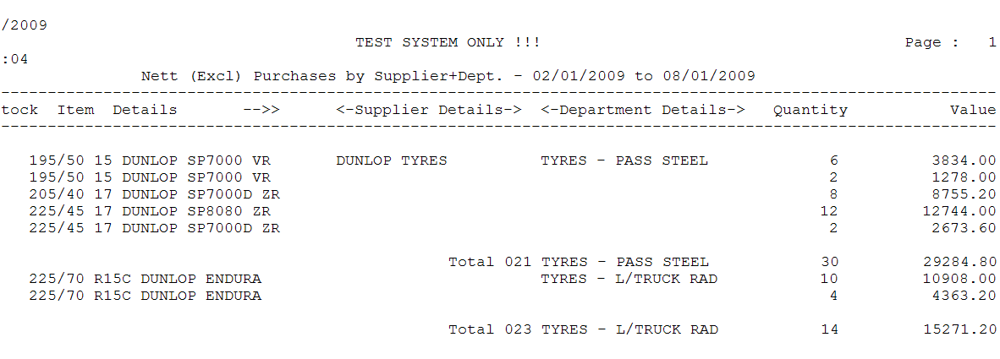 /2009
TEST SYSTEM ONLY !!! Page : 1
:04
Nett (Excl) Purchases by Supplier+Dept. - 02/01/2009 to 08/01/2009
tock Item Details -->> <-Supplier Details-> <-Department Details-> Quantity Value
195/50 15 DUNLOP SP7000 VR DUNLOP TYRES TYRES - PASS STEEL 6 3834.00
195/50 15 DUNLOP SP7000 VR 2 1278.00
205/40 17 DUNLOP SP7000D ZR 8 8755.20
225/45 17 DUNLOP SP8080 ZR 12 12744.00
225/45 17 DUNLOP SP7000D ZR 2 2673.60
Total 021 TYRES - PASS STEEL 30 29284.80
225/70 R15C DUNLOP ENDURA TYRES - L/TRUCK RAD 10 10908.00
225/70 R15C DUNLOP ENDURA 4 4363.20
Total 023 TYRES - L/TRUCK RAD 14 15271.20